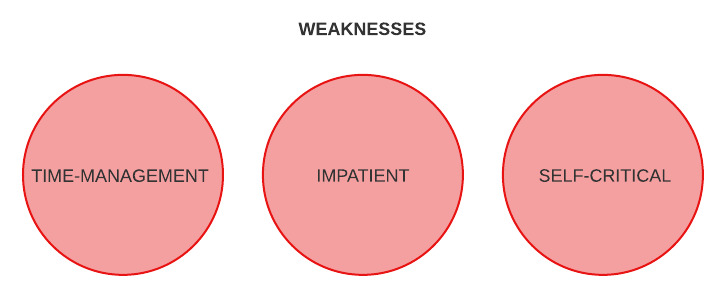 WEAKNESSES
TIME-MANAGEMENT
IMPATIENT
SELF-CRITICAL